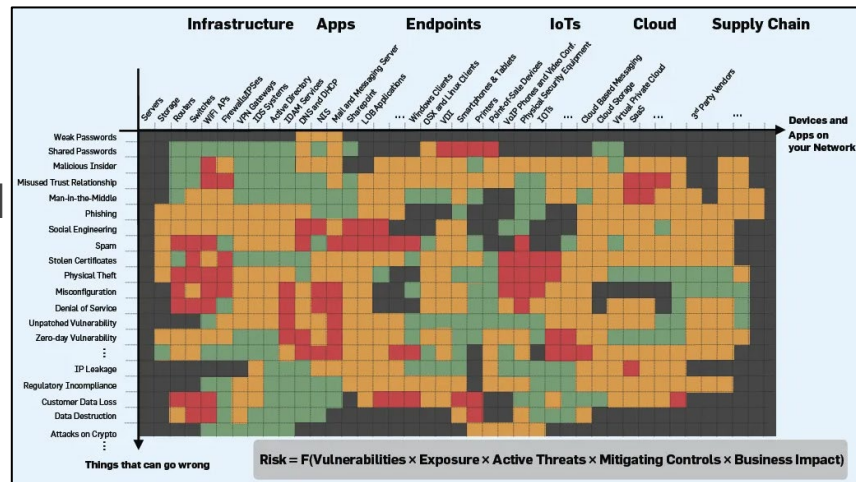 Infrastructure Apps Endpoints IoTs Cloud Supply Chain
Servers
Storage
Routers
Switches
WiFi APs
Firewalls/IPSes
VPN Gateways
IDS Systems
Active Directory
IDAM Services
DNS and DHCP
NIS
Mail and Messaging Server
Sharepoint
LOB Applications
...
Windows Clients
OSX and Linux Clients
VDI
Smartphones & Tablets
Printers
Point-of-Sale Devices
VoIP Phones and Video Conf.
Physical Security Equipment
IOTs
...
Cloud Based Messaging
Cloud Storage
Virtual Private Cloud
SaaS
...
3rd Party Vendors
...
Devices and
Apps on
your Network
Weak Passwords
Shared Passwords
Malicious Insider
Misused Trust Relationship
Man-in-the-Middle
Phishing
Social Engineering
Spam
Stolen Certificates
Physical Theft
Misconfiguration
Denial of Service
Unpatched Vulnerability
Zero-day Vulnerability
⋮
IP Leakage
Regulatory Incompliance
Customer Data Loss
Data Destruction
Attacks on Crypto
⋮
Things that can go wrong
Risk = F(Vulnerabilities × Exposure × Active Threats × Mitigating Controls × Business Impact)